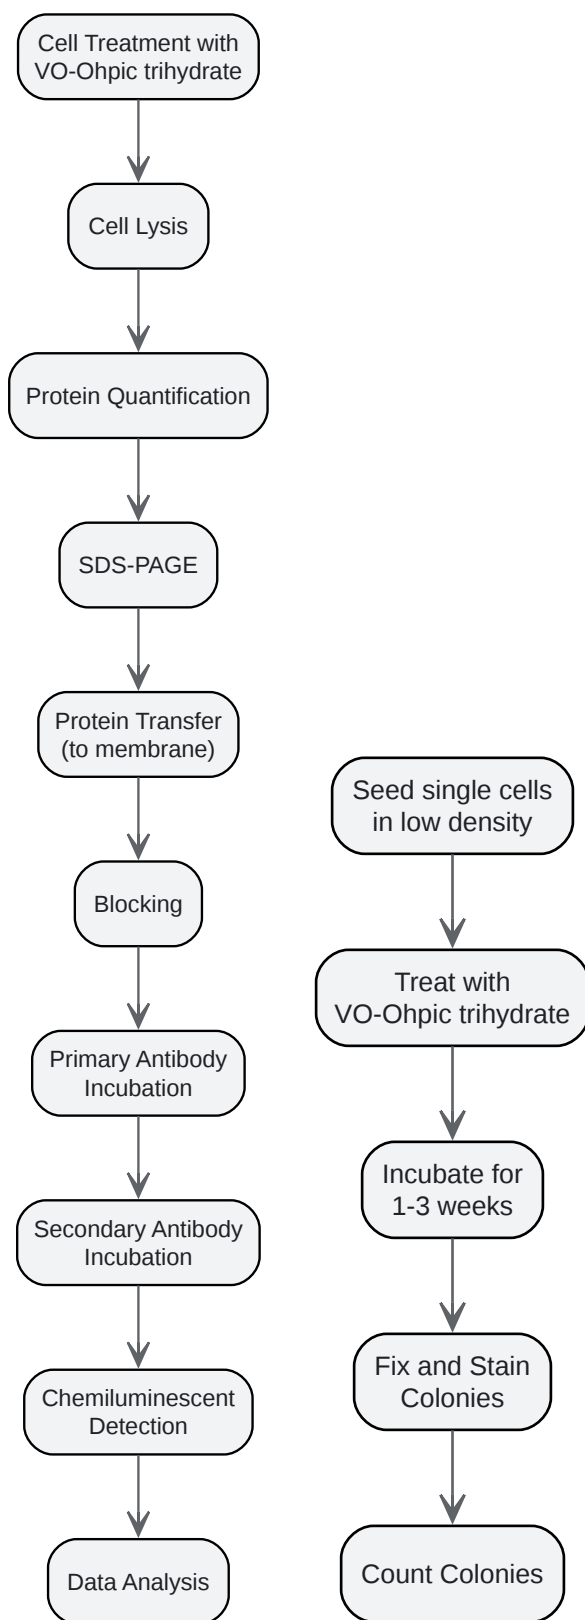 Cell Treatment with
VO-Ohpic trihydrate
Cell Lysis
Protein Quantification
SDS-PAGE
Protein Transfer
(to membrane)
Blocking
Primary Antibody
Incubation
Secondary Antibody
Incubation
Chemiluminescent
Detection
Data Analysis
Seed single cells
in low density
Treat with
VO-Ohpic trihydrate
Incubate for
1-3 weeks
Fix and Stain
Colonies
Count Colonies